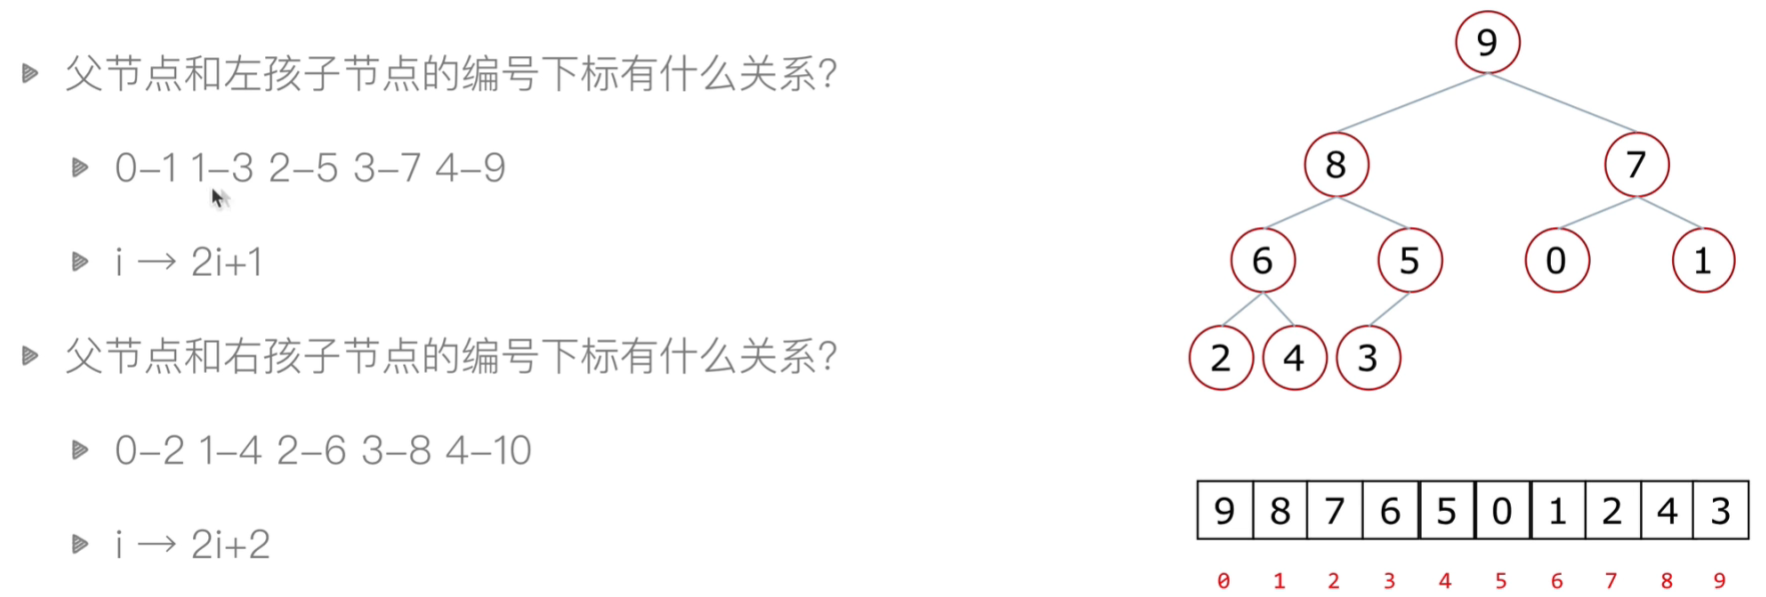 父节点和左孩子节点的编号下标有什么关系?
0–1 1–3 2–5 3–7 4–9
i → 2i+1
父节点和右孩子节点的编号下标有什么关系?
0–2 1–4 2–6 3–8 4–10
i → 2i+2
9
8 7
6 5 0 1
2 4 3
9 8 7 6 5 0 1 2 4 3
0 1 2 3 4 5 6 7 8 9